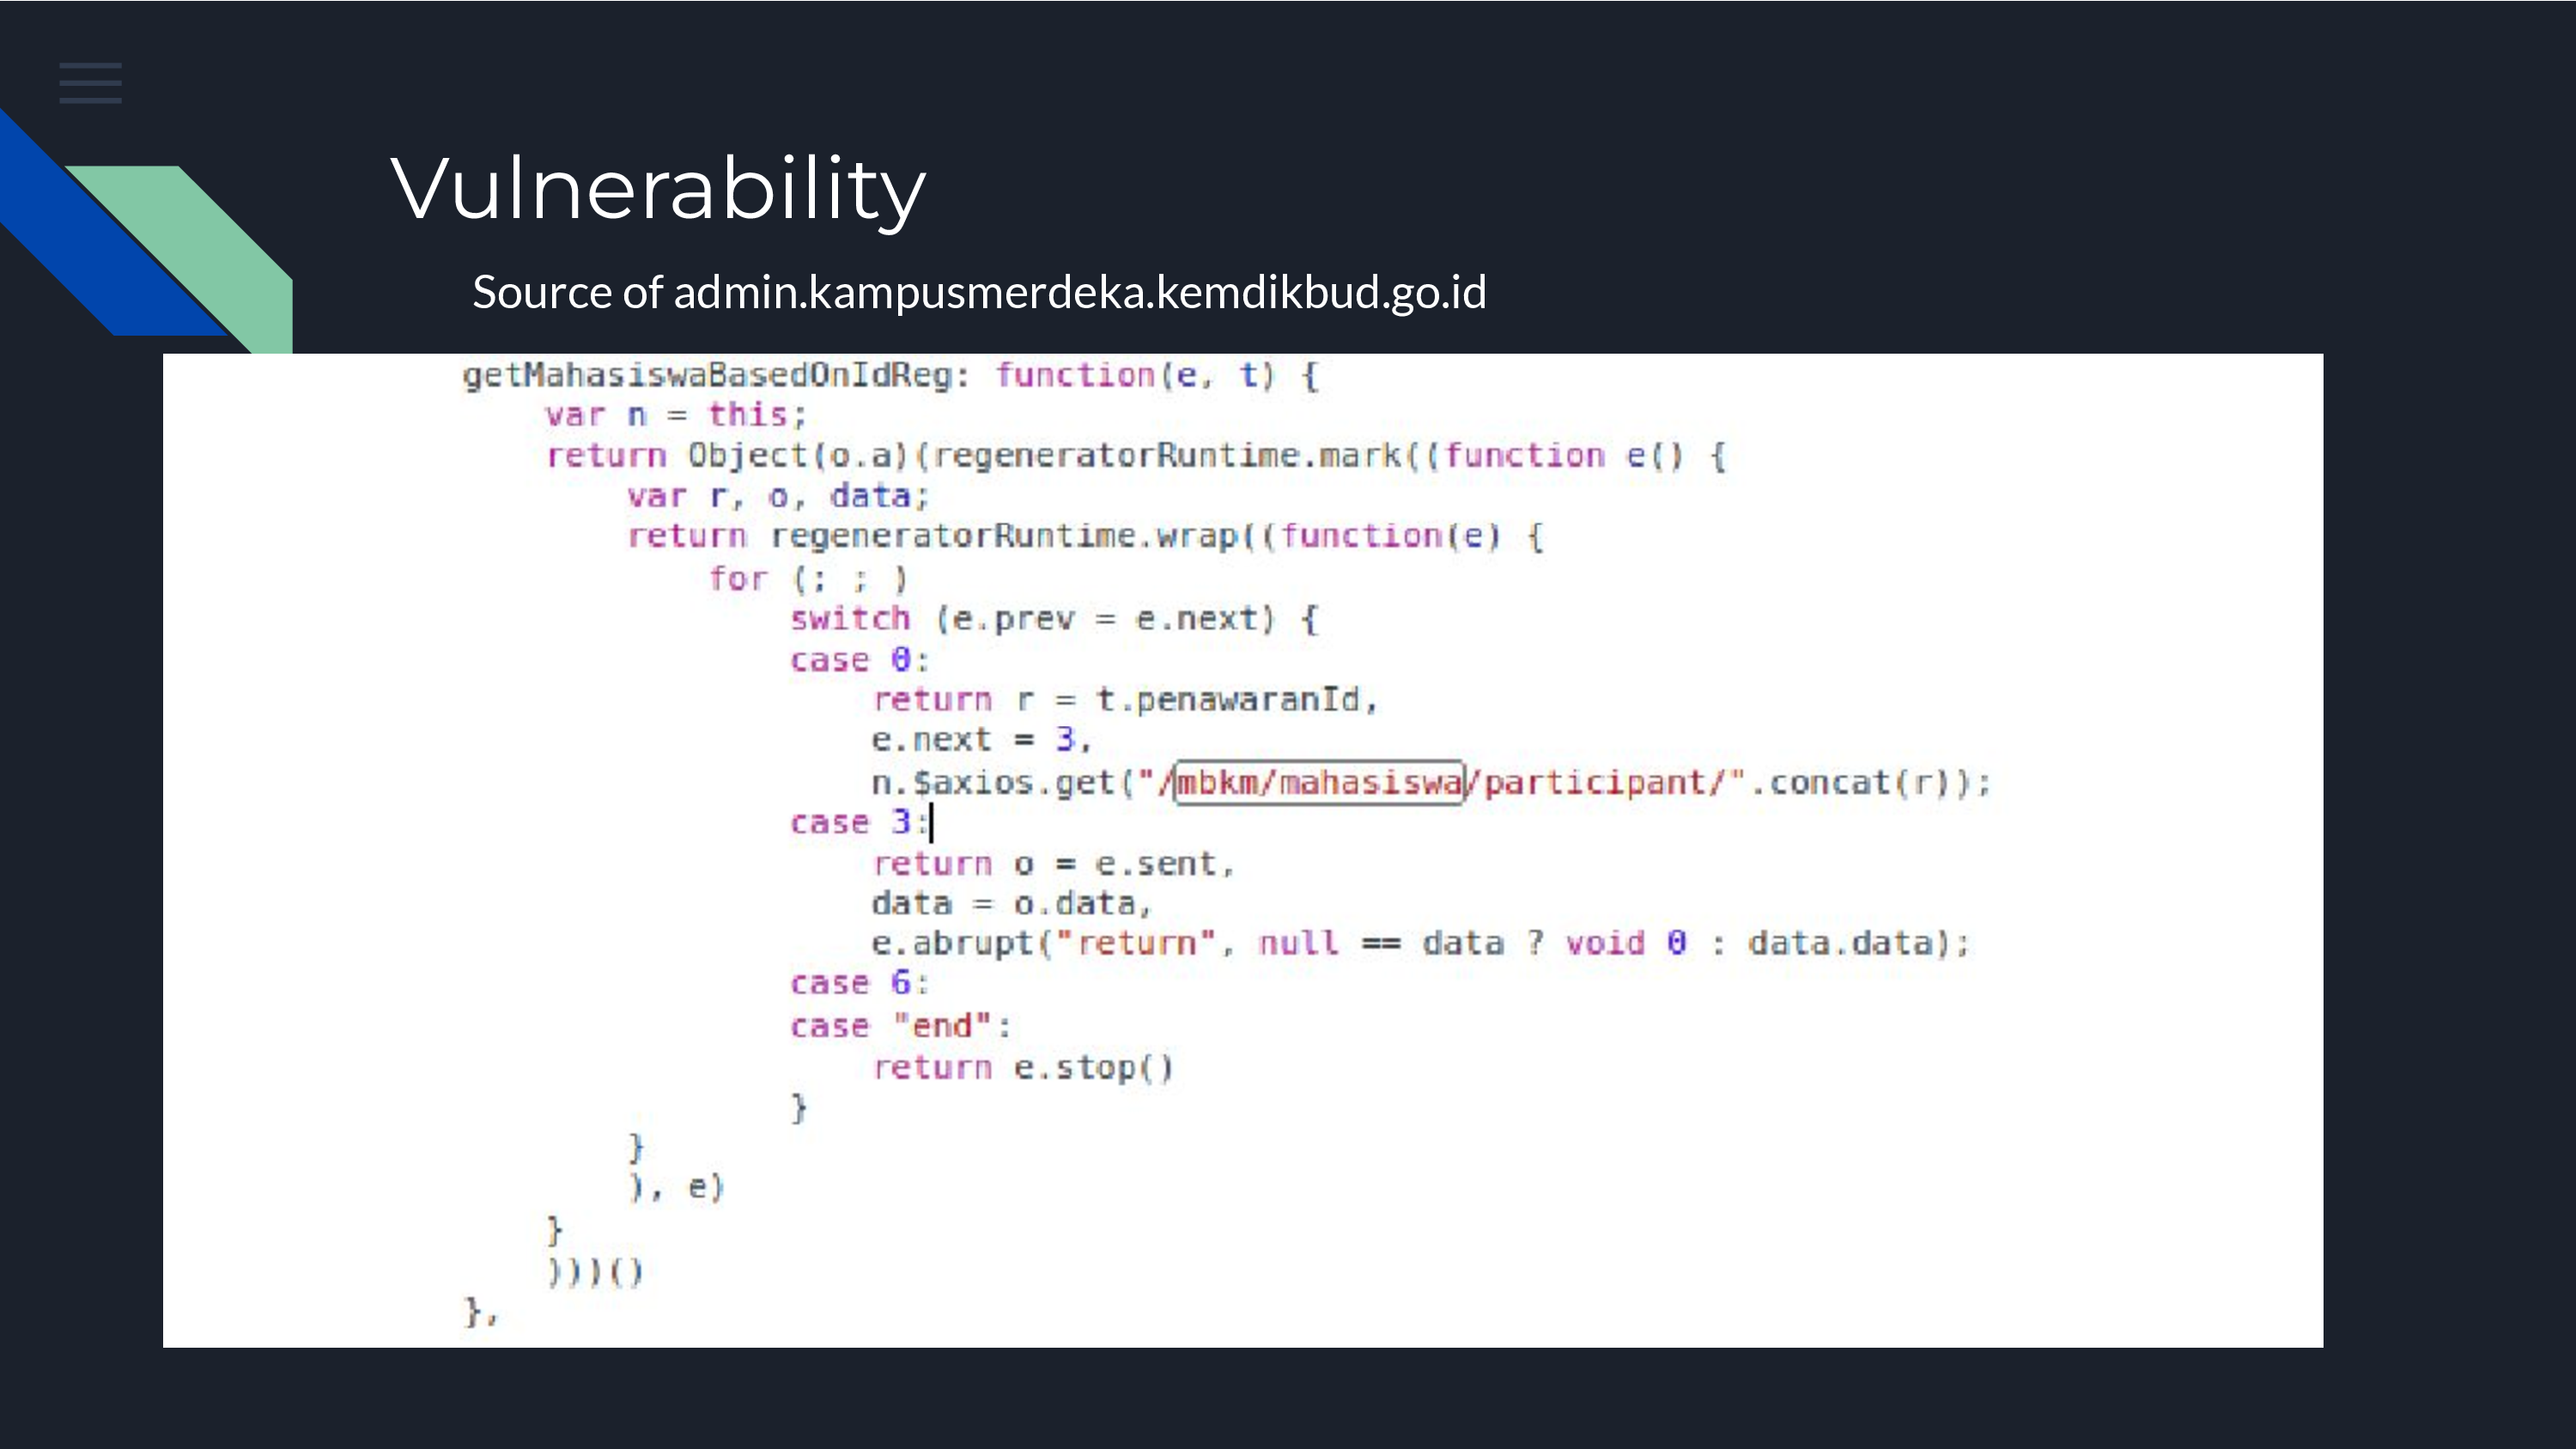 Vulnerability
Source of admin.kampusmerdeka.kemdikbud.go.id
getMahasiswaBasedOnIdReg: function(e, t) {
var n = this;
return Object(o.a)(regeneratorRuntime.mark((function e() {
var r, o, data;
return regeneratorRuntime.wrap((function(e) {
for (; ; )
switch (e.prev = e.next) {
case 0:
return r = t.penawaranId,
e.next = 3,
n.$axios.get("/mbkm/mahasiswa/participant/".concat(r));
case 3:
return o = e.sent,
data = o.data,
e.abrupt("return", null == data ? void 0 : data.data);
case 6:
case "end":
return e.stop()
}
}
), e)
}
)))()
},